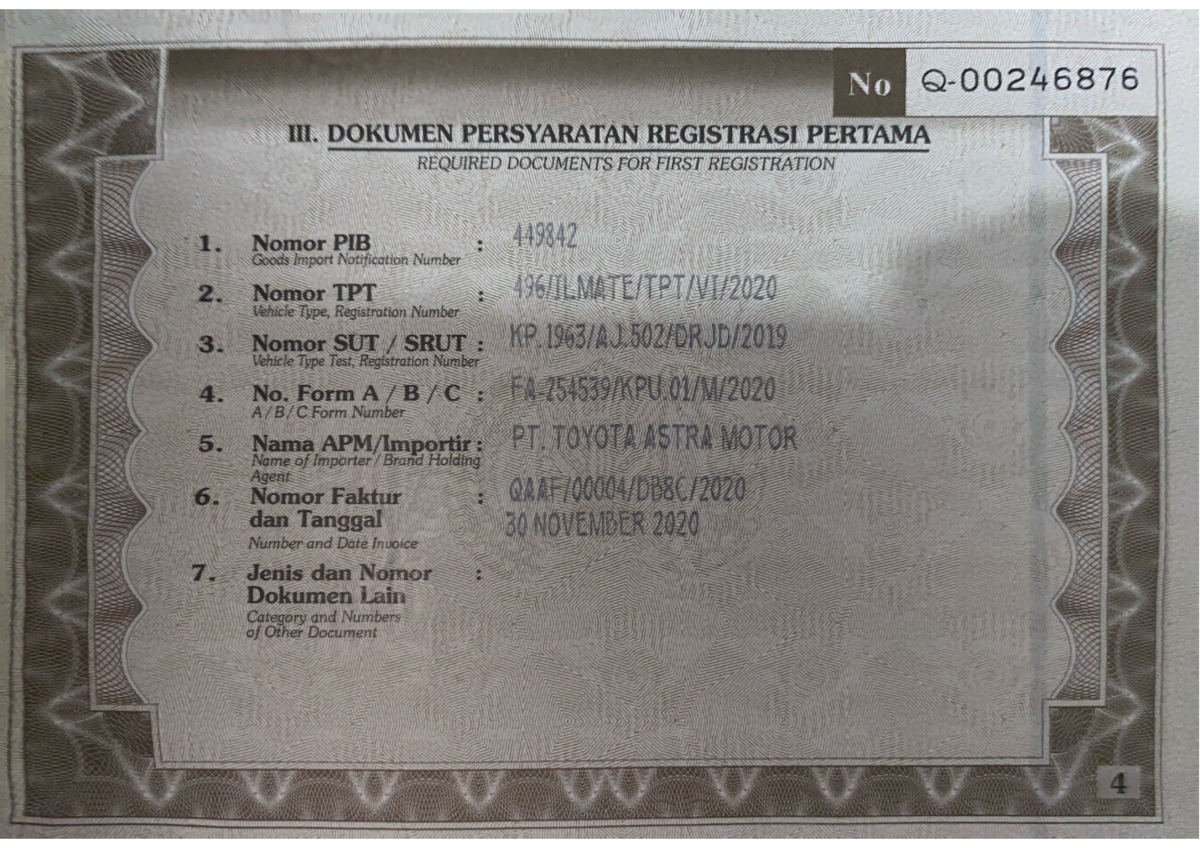 No Q-00246876
III. DOKUMEN PERSYARATAN REGISTRASI PERTAMA
REQUIRED DOCUMENTS FOR FIRST REGISTRATION
1. Nomor PIB : 449842
Goods Import Notification Number
2. Nomor TPT : 496/ILMATE/TPT/VI/2020
Vehicle Type, Registration Number
3. Nomor SUT / SRUT : KP.1963/AJ.502/DRJD/2019
Vehicle Type Test, Registration Number
4. No. Form A / B / C : FA-254539/KPU.01/M/2020
A / B / C Form Number
5. Nama APM/Importir : PT. TOYOTA ASTRA MOTOR
Name of Importer / Brand Holding
Agent
6. Nomor Faktur : QAAF/00004/DB8C/2020
dan Tanggal 30 NOVEMBER 2020
Number and Date Invoice
7. Jenis dan Nomor :
Dokumen Lain
Category and Numbers
of Other Document
4